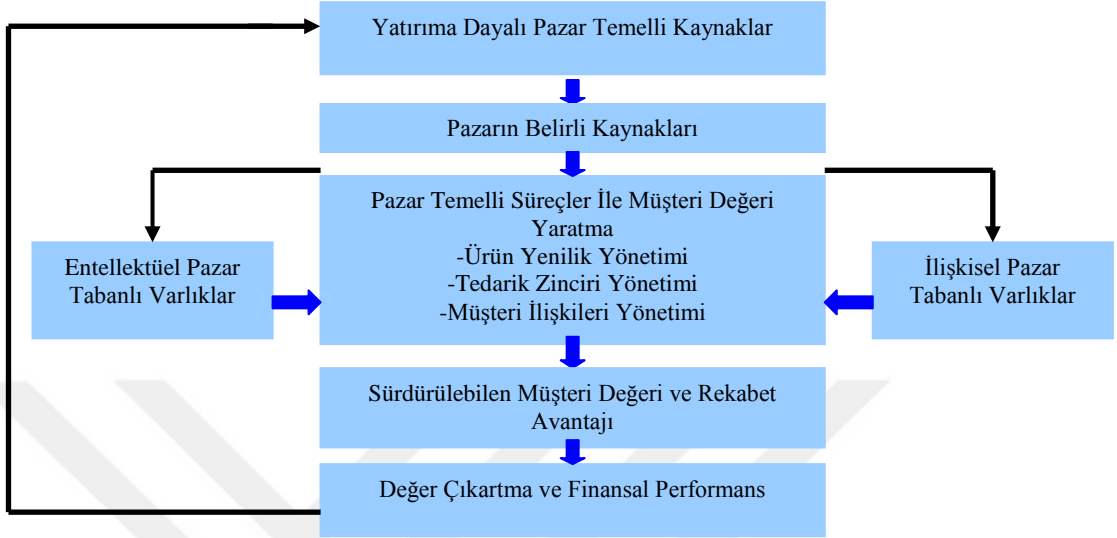 Yatırıma Dayalı Pazar Temelli Kaynaklar
Pazarın Belirli Kaynakları
Pazar Temelli Süreçler İle Müşteri Değeri
Yaratma
-Ürün Yenilik Yönetimi
-Tedarik Zinciri Yönetimi
-Müşteri İlişkileri Yönetimi
Entellektüel Pazar
Tabanlı Varlıklar
İlişkisel Pazar
Tabanlı Varlıklar
Sürdürülebilen Müşteri Değeri ve Rekabet
Avantajı
Değer Çıkartma ve Finansal Performans